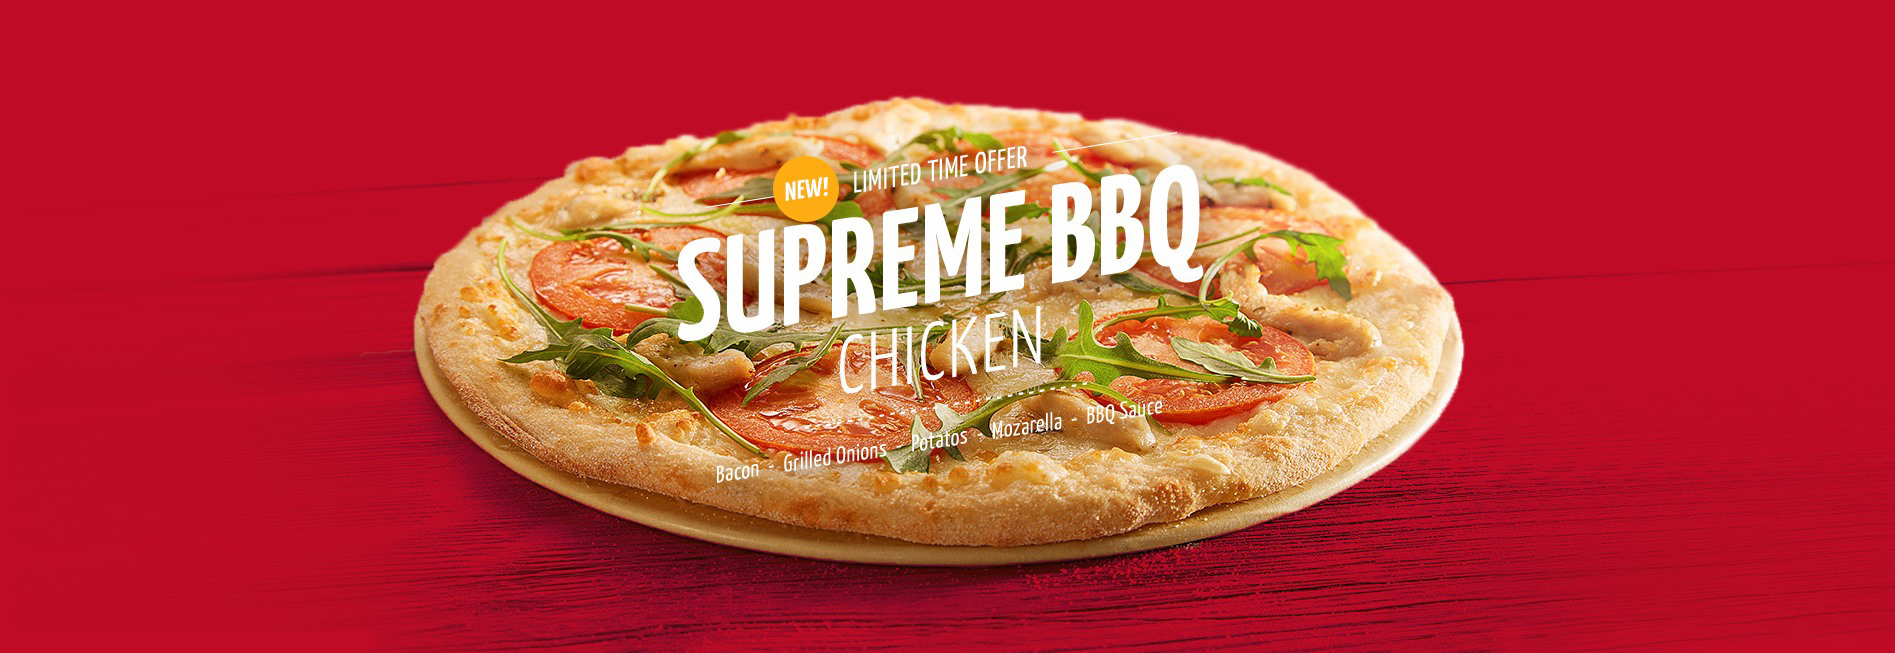 NEW! LIMITED TIME OFFER
SUPREME BBQ
CHICKEN
Bacon - Grilled Onions - Potatos - Mozarella - BBQ Sauce